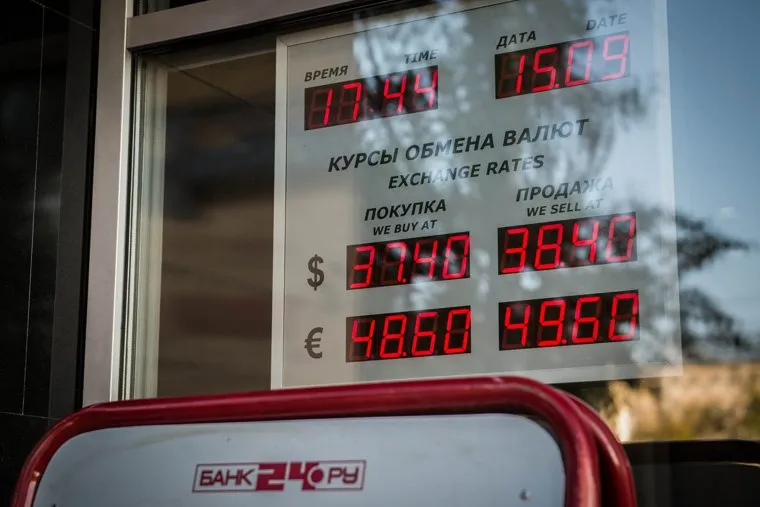 ВРЕМЯ TIME ДАТА DATE
17:44 15.09
КУРСЫ ОБМЕНА ВАЛЮТ
EXCHANGE RATES
ПОКУПКА ПРОДАЖА
WE BUY AT WE SELL AT
$ 37.40 38.40
€ 48.60 49.60
БАНК24.РУ